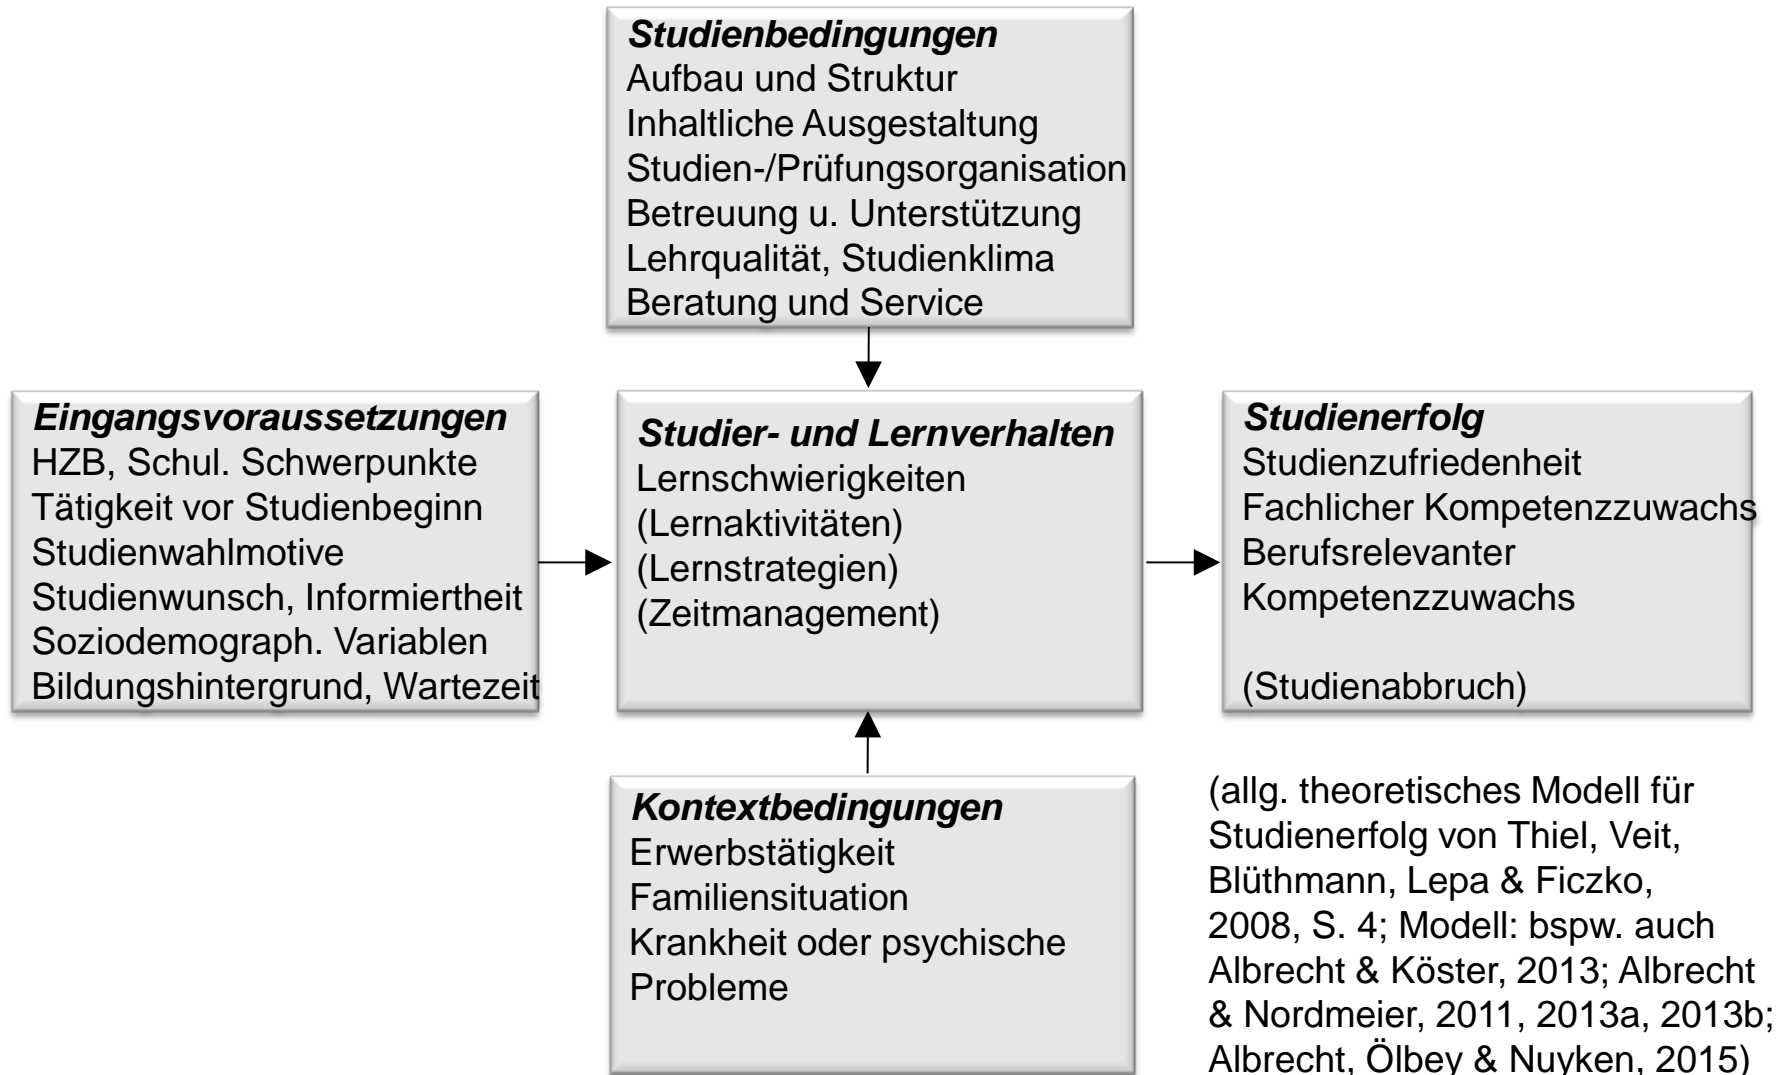 Studienbedingungen
Aufbau und Struktur
Inhaltliche Ausgestaltung
Studien-/Prüfungsorganisation
Betreuung u. Unterstützung
Lehrqualität, Studienklima
Beratung und Service
Eingangsvoraussetzungen
HZB, Schul. Schwerpunkte
Tätigkeit vor Studienbeginn
Studienwahlmotive
Studienwunsch, Informiertheit
Soziodemograph. Variablen
Bildungshintergrund, Wartezeit
Studier- und Lernverhalten
Lernschwierigkeiten
(Lernaktivitäten)
(Lernstrategien)
(Zeitmanagement)
Studienerfolg
Studienzufriedenheit
Fachlicher Kompetenzzuwachs
Berufsrelevanter
Kompetenzzuwachs
(Studienabbruch)
Kontextbedingungen
Erwerbstätigkeit
Familiensituation
Krankheit oder psychische
Probleme
(allg. theoretisches Modell für
Studienerfolg von Thiel, Veit,
Blüthmann, Lepa & Ficzko,
2008, S. 4; Modell: bspw. auch
Albrecht & Köster, 2013; Albrecht
& Nordmeier, 2011, 2013a, 2013b;
Albrecht, Ölbey & Nuyken, 2015)